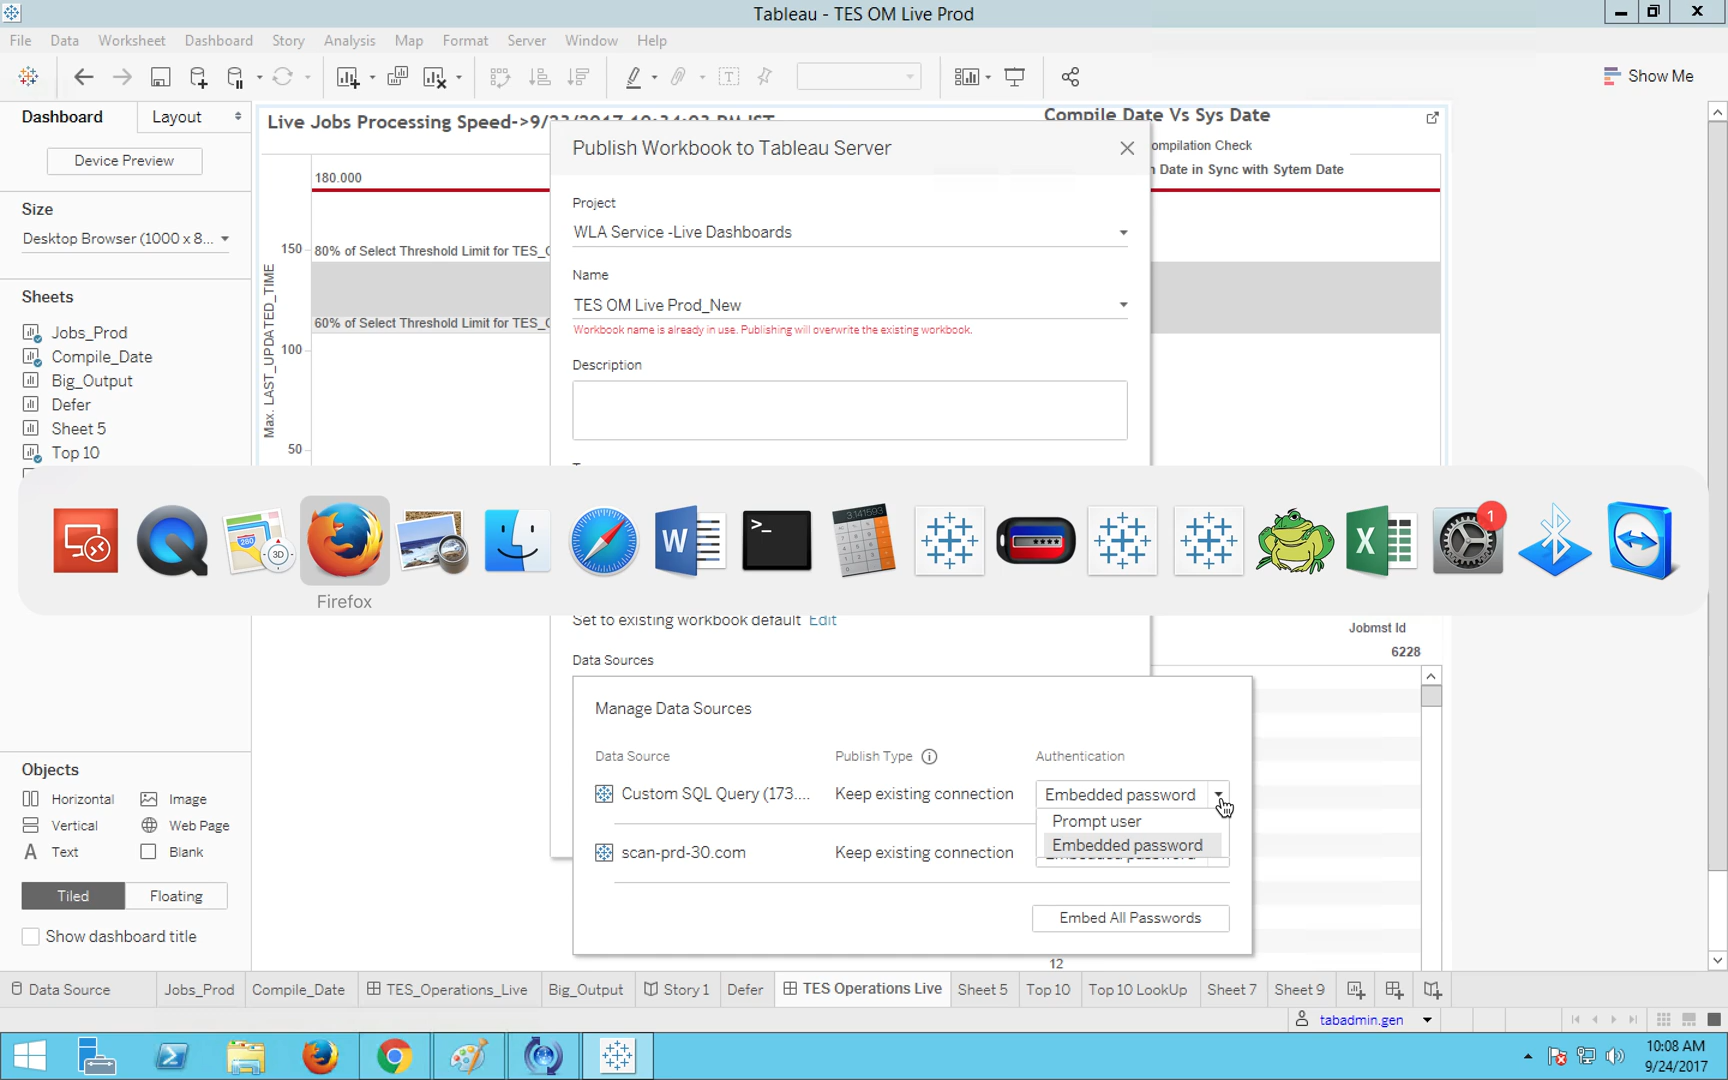 Tableau - TES OM Live Prod
File Data Worksheet Dashboard Story Analysis Map Format Server Window Help
Show Me
Dashboard Layout
Device Preview
Size
Desktop Browser (1000 x 8...
Sheets
Jobs_Prod
Compile_Date
Big_Output
Defer
Sheet 5
Top 10
Objects
Horizontal Image
Vertical Web Page
A Text Blank
Tiled Floating
Show dashboard title
Compile Date Vs Sys Date
ompilation Check
Date in Sync with Sytem Date
Live Jobs Processing Speed->9/
180.000
150
80% of Select Threshold Limit for TES_
60% of Select Threshold Limit for TES_
100
50
Max. LAST_UPDATED_TIME
Publish Workbook to Tableau Server
Project
WLA Service -Live Dashboards
Name
TES OM Live Prod_New
Workbook name is already in use. Publishing will overwrite the existing workbook.
Description
280
3D
W
>_
3.141593
****
X
1
Firefox
Set to existing workbook default Edit
Data Sources
Jobmst Id
6228
Manage Data Sources
Data Source Publish Type Authentication
Custom SQL Query (173.... Keep existing connection Embedded password
Prompt user
Embedded password
scan-prd-30.com Keep existing connection
Embed All Passwords
12
Data Source Jobs_Prod Compile_Date TES_Operations_Live Big_Output Story 1 Defer TES Operations Live Sheet 5 Top 10 Top 10 LookUp Sheet 7 Sheet 9
tabadmin.gen
10:08 AM
9/24/2017